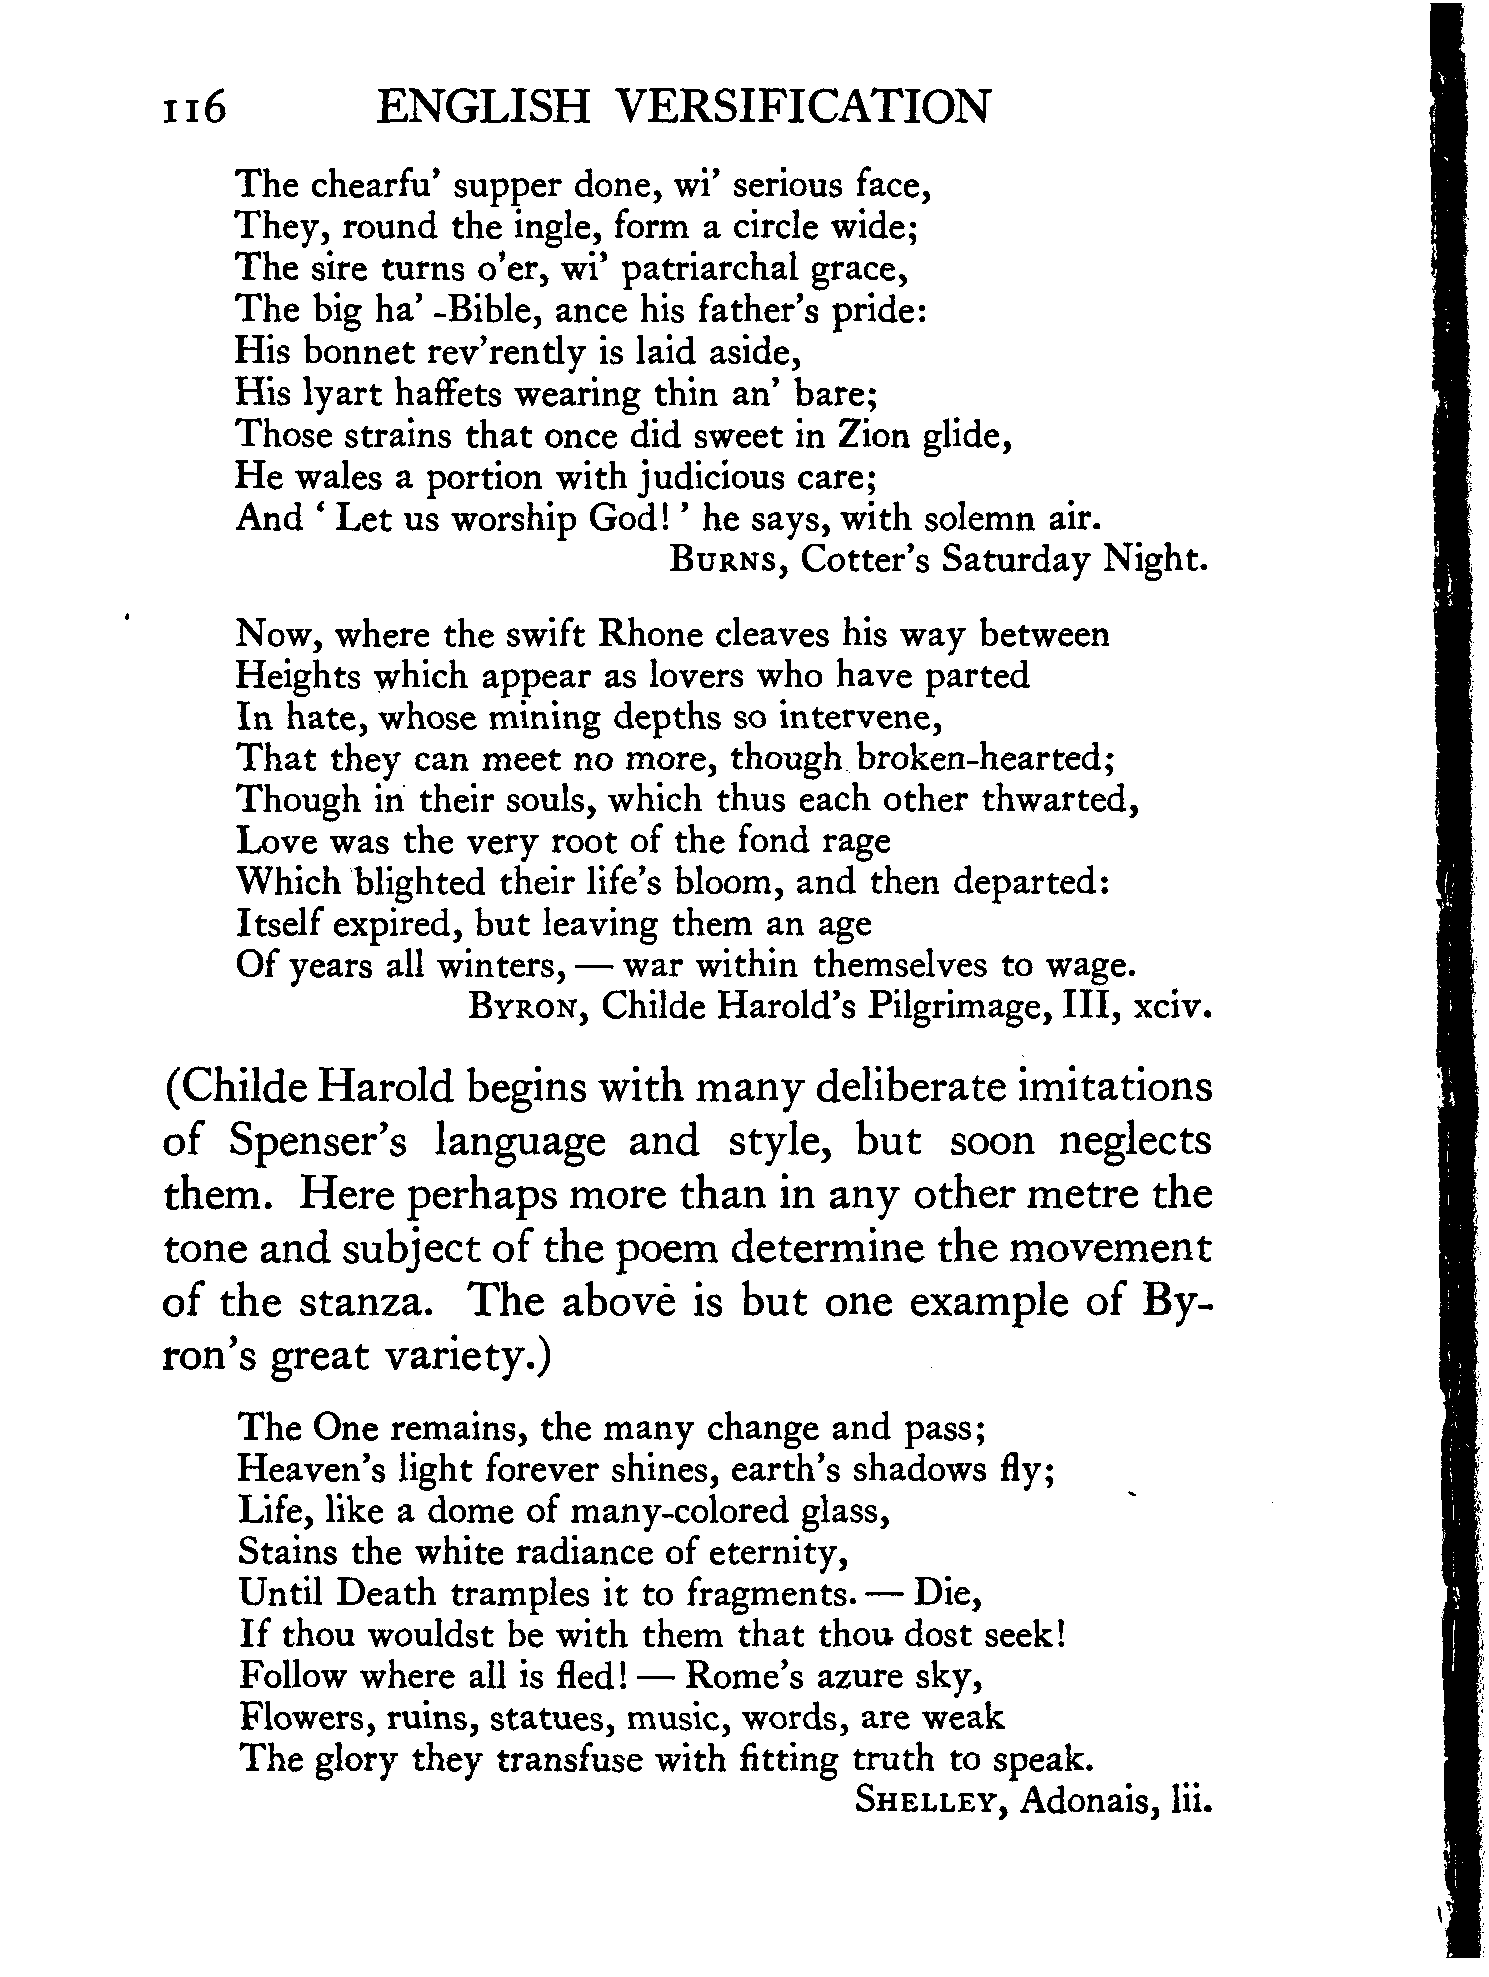 116 ENGLISH VERSIFICATION
The chearfu' supper done, wi' serious face,
They, round the ingle, form a circle wide;
The sire turns o'er, wi' patriarchal grace,
The big ha' -Bible, ance his father's pride:
His bonnet rev'rently is laid aside,
His lyart haffets wearing thin an' bare;
Those strains that once did sweet in Zion glide,
He wales a portion with judicious care;
And ‘ Let us worship God! ’ he says, with solemn air.
BURNS, Cotter's Saturday Night.
Now, where the swift Rhone cleaves his way between
Heights which appear as lovers who have parted
In hate, whose mining depths so intervene,
That they can meet no more, though broken-hearted;
Though in their souls, which thus each other thwarted,
Love was the very root of the fond rage
Which blighted their life's bloom, and then departed:
Itself expired, but leaving them an age
Of years all winters, — war within themselves to wage.
BYRON, Childe Harold's Pilgrimage, III, xciv.
(Childe Harold begins with many deliberate imitations
of Spenser's language and style, but soon neglects
them. Here perhaps more than in any other metre the
tone and subject of the poem determine the movement
of the stanza. The above is but one example of By-
ron's great variety.)
The One remains, the many change and pass;
Heaven's light forever shines, earth's shadows fly;
Life, like a dome of many-colored glass,
Stains the white radiance of eternity,
Until Death tramples it to fragments. — Die,
If thou wouldst be with them that thou dost seek!
Follow where all is fled! — Rome's azure sky,
Flowers, ruins, statues, music, words, are weak
The glory they transfuse with fitting truth to speak.
SHELLEY, Adonais, lii.